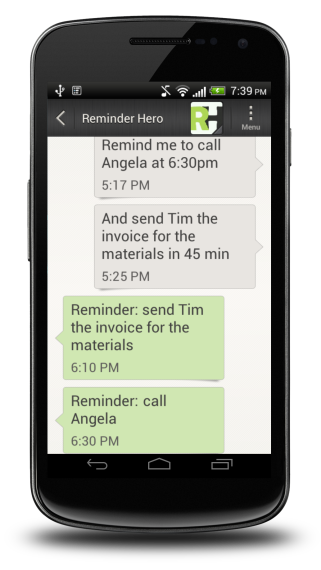 7:39 PM
Reminder Hero
RH
Menu
Remind me to call
Angela at 6:30pm
5:17 PM
And send Tim the
invoice for the
materials in 45 min
5:25 PM
Reminder: send Tim
the invoice for the
materials
6:10 PM
Reminder: call
Angela
6:30 PM